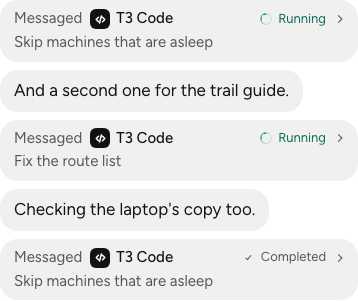 Messaged T3 Code Running
Skip machines that are asleep
And a second one for the trail guide.
Messaged T3 Code Running
Fix the route list
Checking the laptop's copy too.
Messaged T3 Code Completed
Skip machines that are asleep